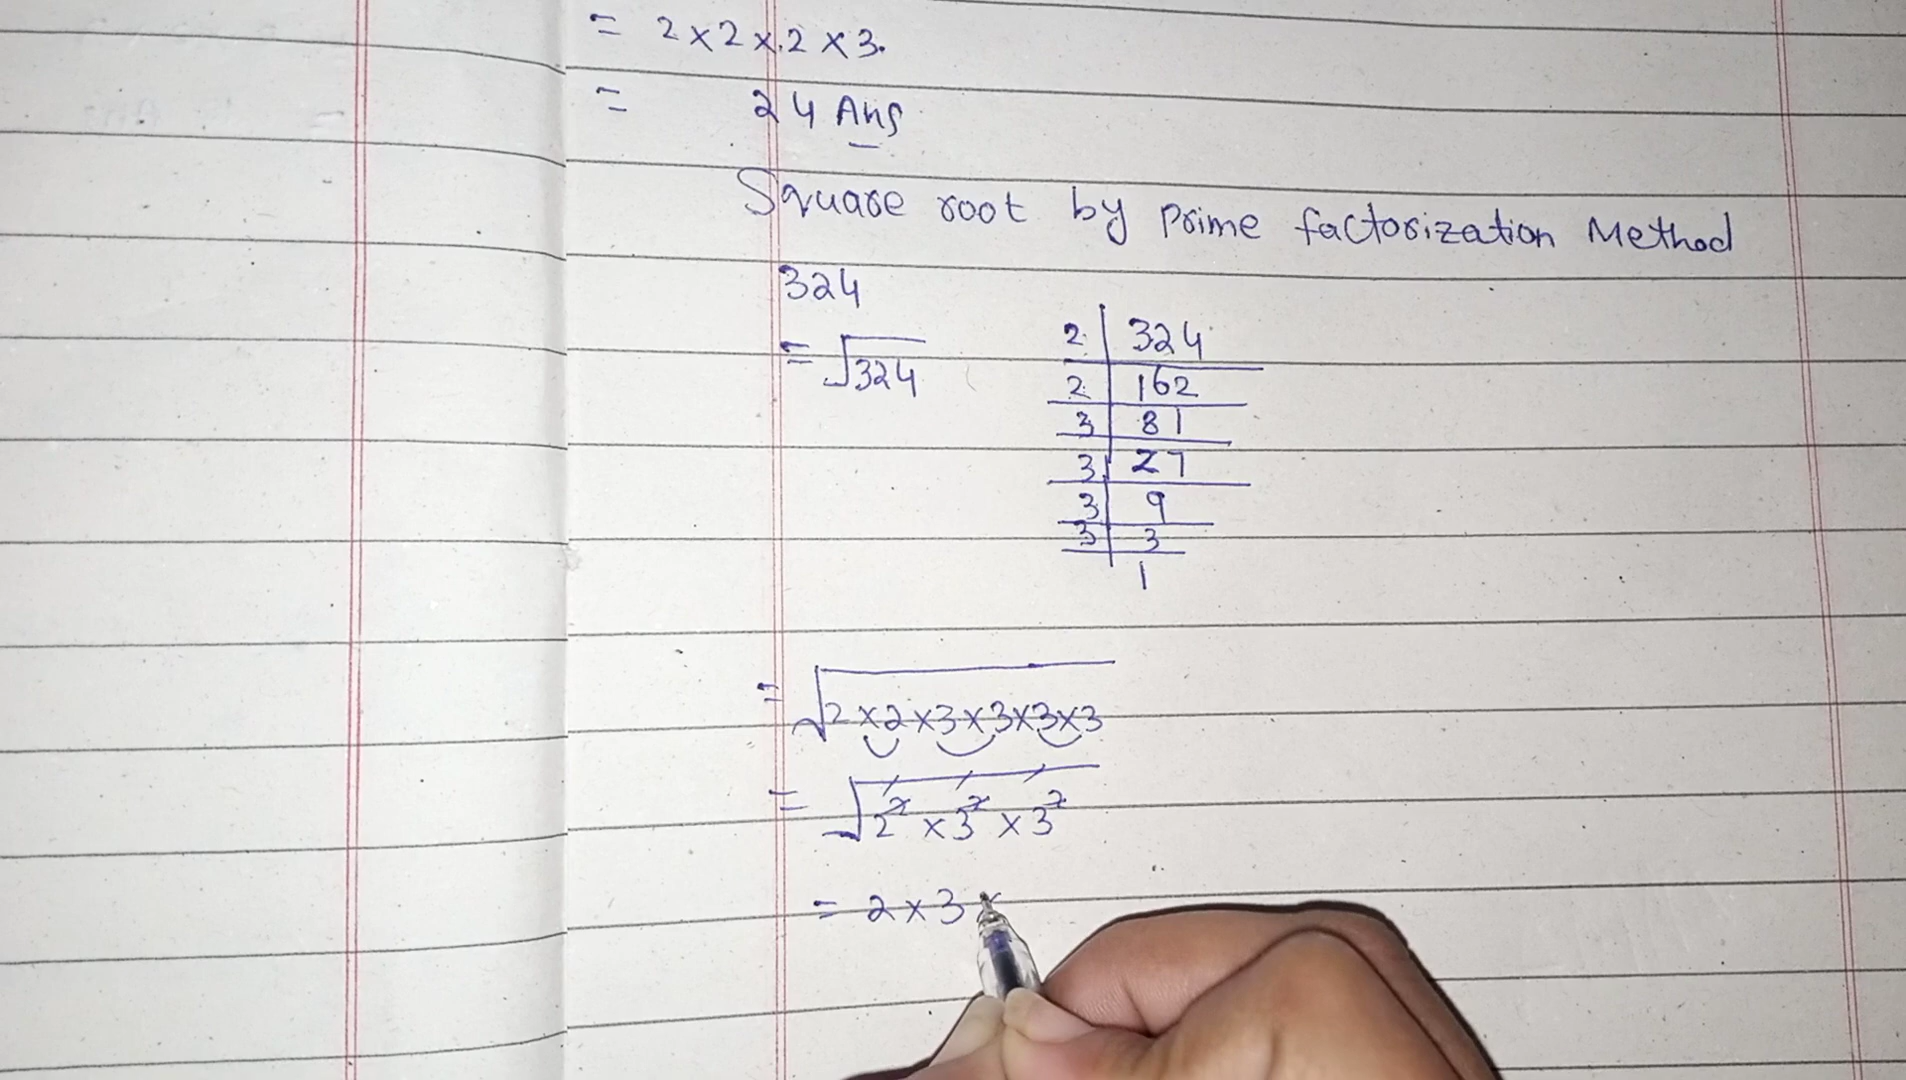 = 2×2×2×3.
= 24 Ans
Square root by Prime factorization Method
324
= √324
2 | 324
2 | 162
3 | 81
3 | 27
3 | 9
3 | 3
1
= √2×2×3×3×3×3
= √2² × 3² × 3²
= 2×3×